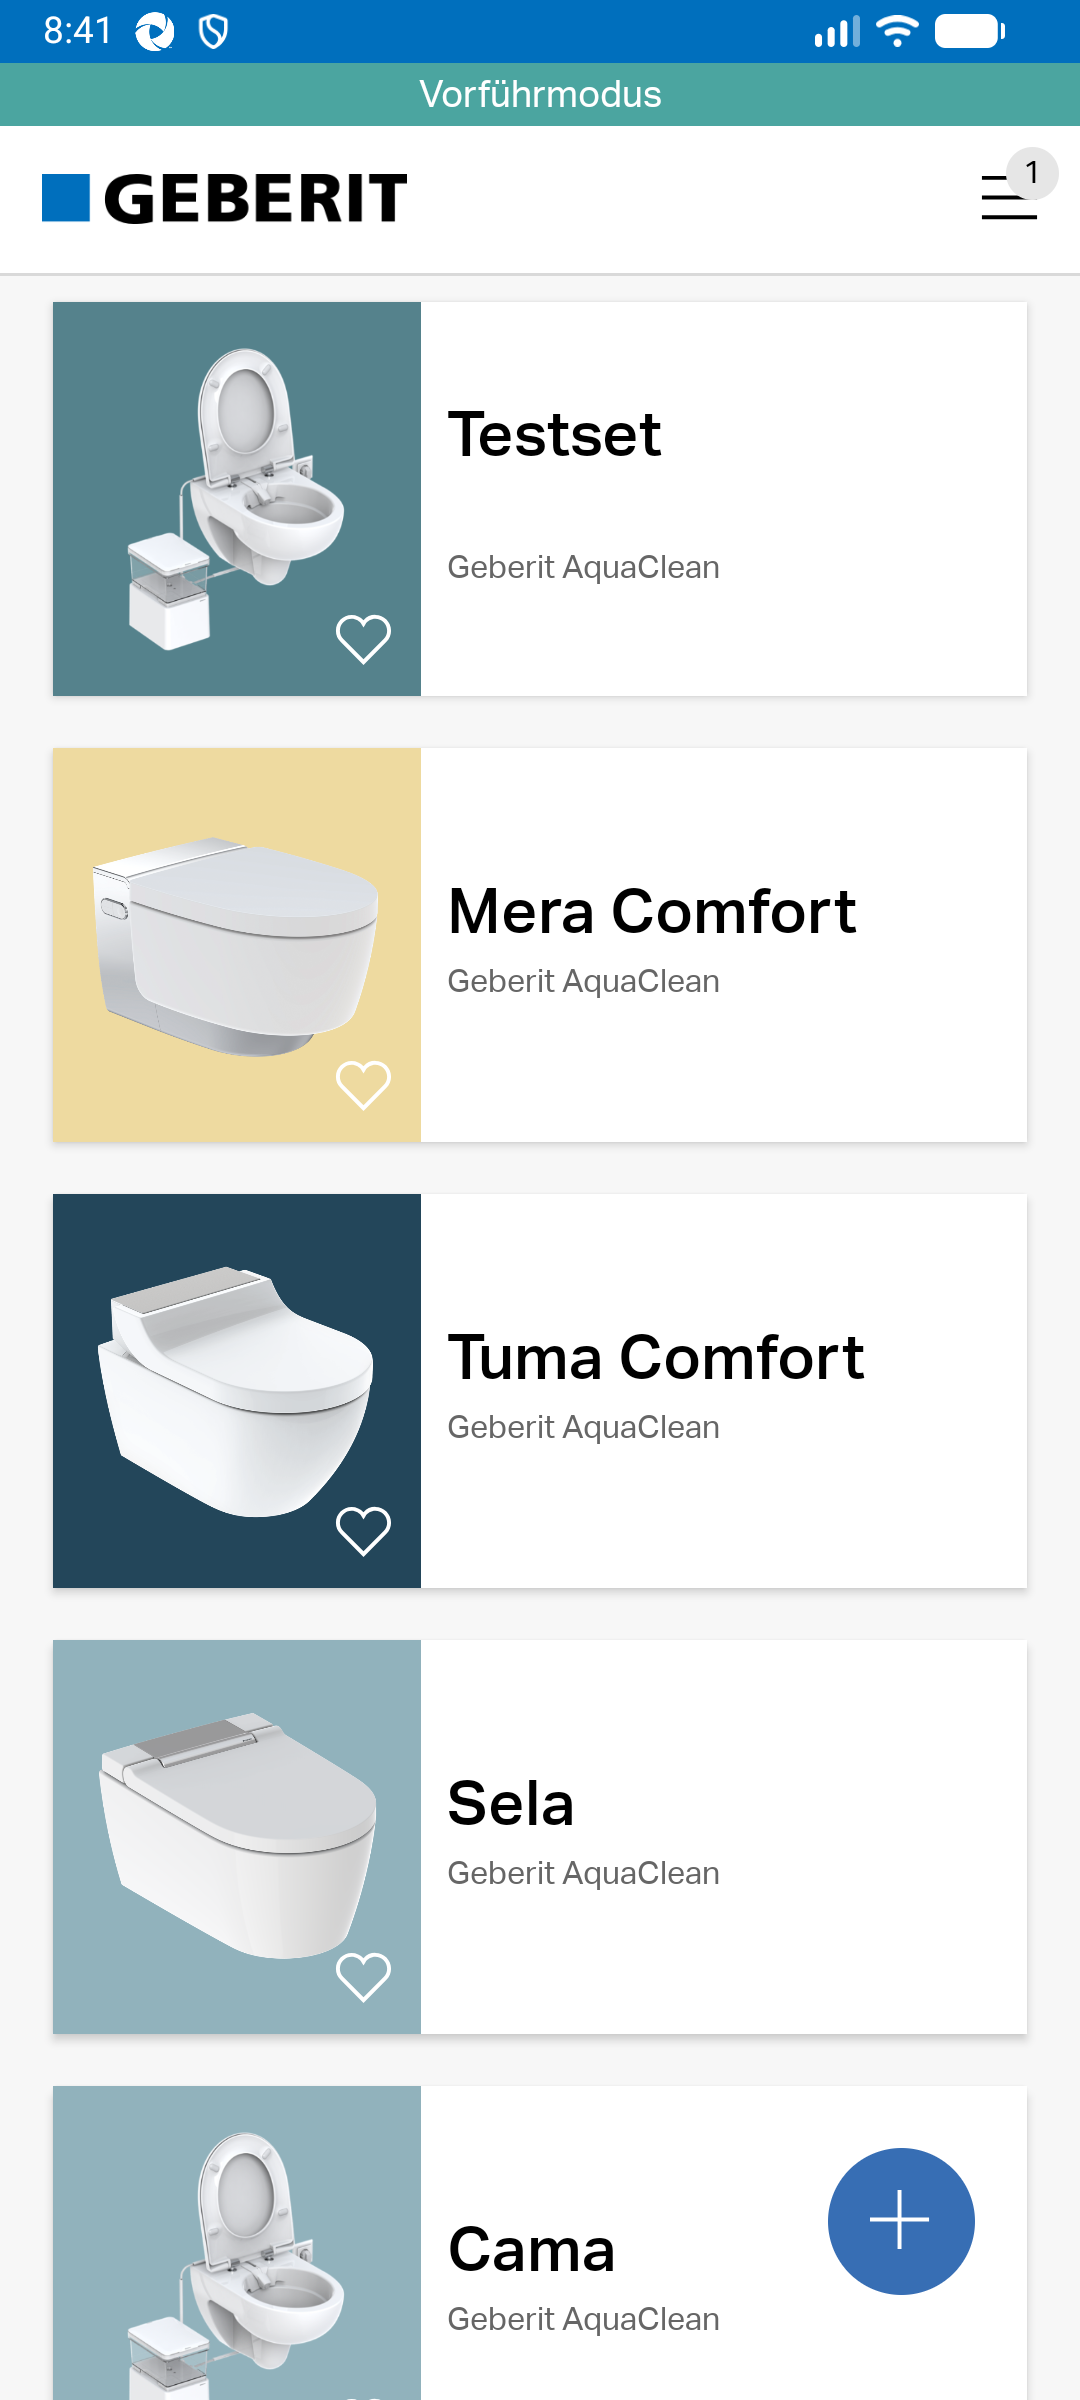 8:41
Vorführmodus
GEBERIT
1
Testset
Geberit AquaClean
Mera Comfort
Geberit AquaClean
Tuma Comfort
Geberit AquaClean
Sela
Geberit AquaClean
Cama
Geberit AquaClean